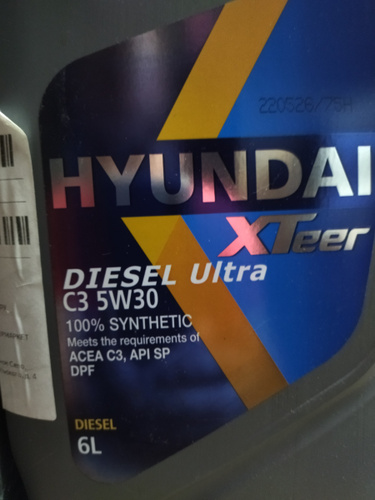 220528/78H
HYUNDAI
XTeer
DIESEL Ultra
C3 5W30
100% SYNTHETIC
Meets the requirements of
ACEA C3, API SP
DPF
DIESEL
6L